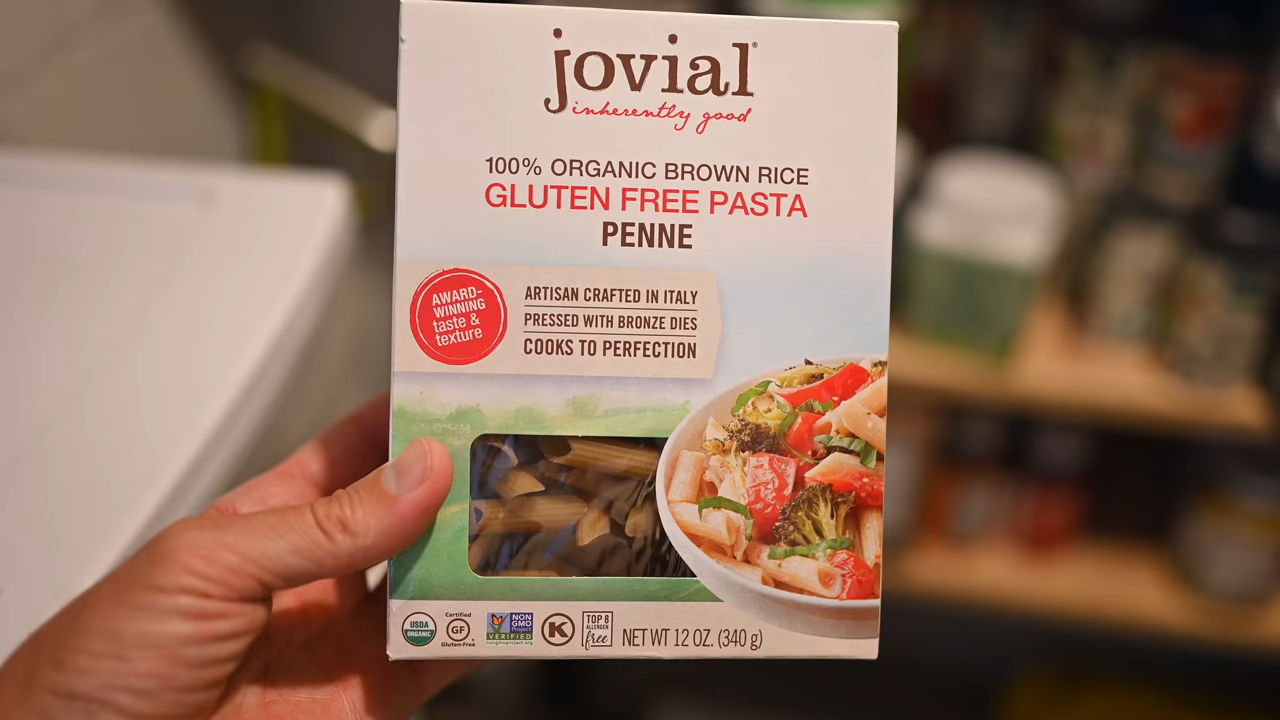 jovial®
inherently good
100% ORGANIC BROWN RICE
GLUTEN FREE PASTA
PENNE
AWARD-
WINNING
taste &
texture
ARTISAN CRAFTED IN ITALY
PRESSED WITH BRONZE DIES
COOKS TO PERFECTION
USDA
ORGANIC
Certified
GF
Gluten-Free
NON
GMO
Project
VERIFIED
nongmoproject.org
K
TOP 8
ALLERGEN
free
NET WT 12 OZ. (340 g)